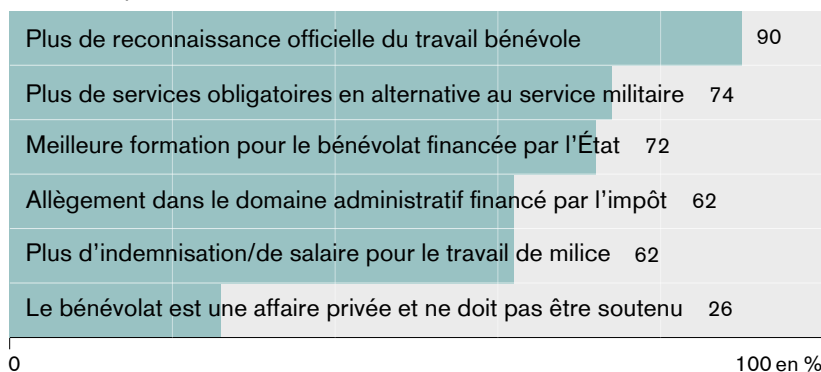 Plus de reconnaissance officielle du travail bénévole 90
Plus de services obligatoires en alternative au service militaire 74
Meilleure formation pour le bénévolat financée par l’État 72
Allègement dans le domaine administratif financé par l’impôt 62
Plus d’indemnisation/de salaire pour le travail de milice 62
Le bénévolat est une affaire privée et ne doit pas être soutenu 26
0 100 en %